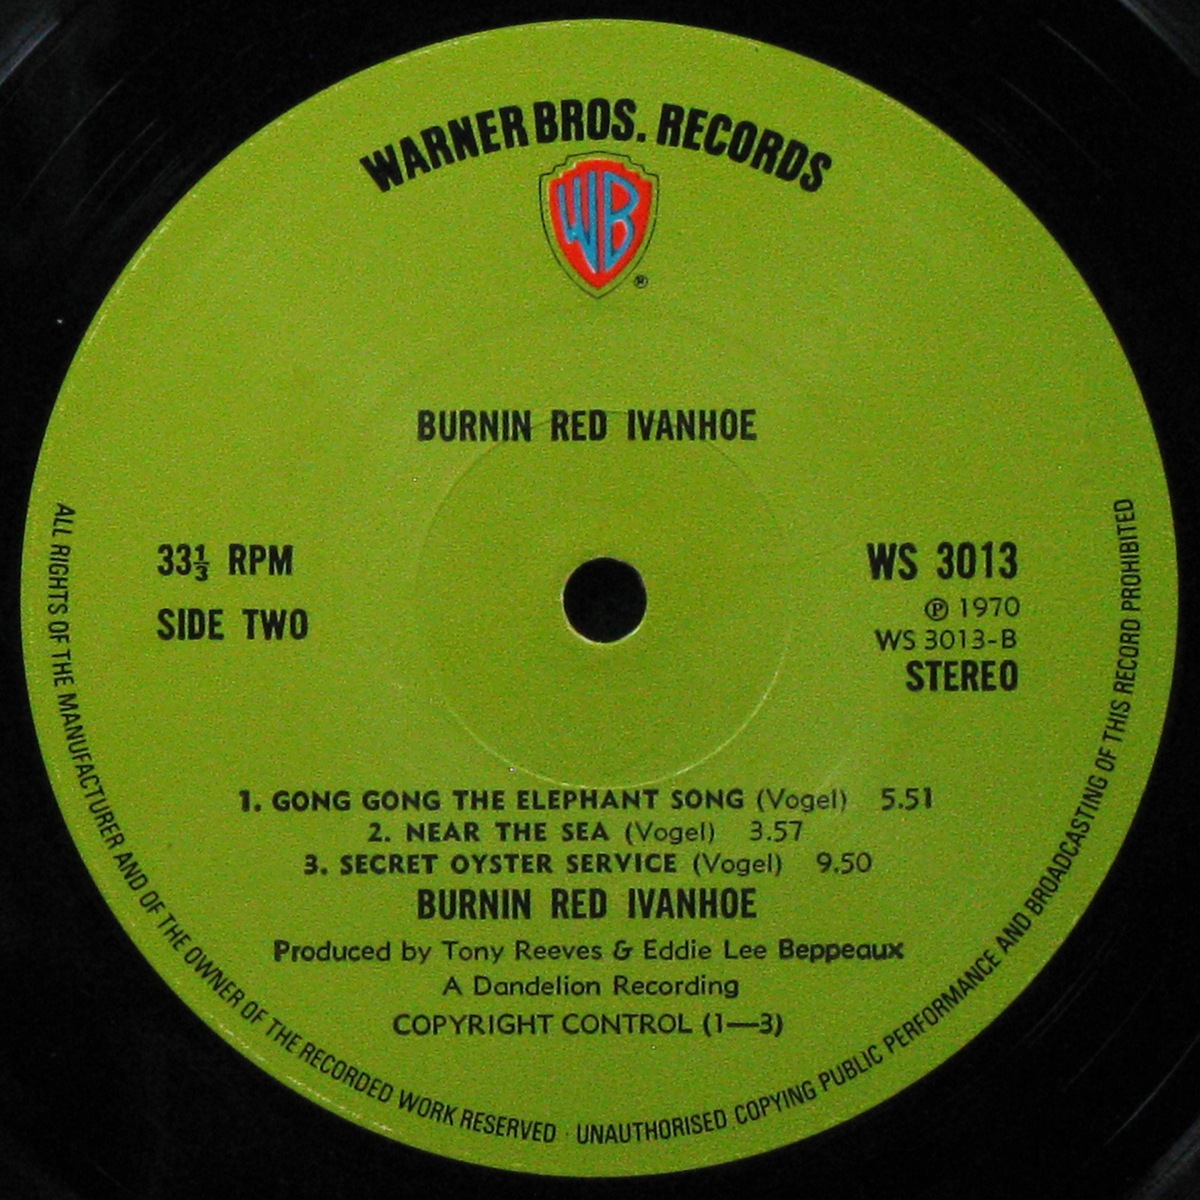 WARNER BROS. RECORDS
WB
®
BURNIN RED IVANHOE
33⅓ RPM
SIDE TWO
WS 3013
℗ 1970
WS 3013-B
STEREO
1. GONG GONG THE ELEPHANT SONG (Vogel) 5.51
2. NEAR THE SEA (Vogel) 3.57
3. SECRET OYSTER SERVICE (Vogel) 9.50
BURNIN RED IVANHOE
Produced by Tony Reeves & Eddie Lee Beppeaux
A Dandelion Recording
COPYRIGHT CONTROL (1—3)
ALL RIGHTS OF THE MANUFACTURER AND OF THE OWNER OF THE RECORDED WORK RESERVED · UNAUTHORISED COPYING PUBLIC PERFORMANCE AND BROADCASTING OF THIS RECORD PROHIBITED